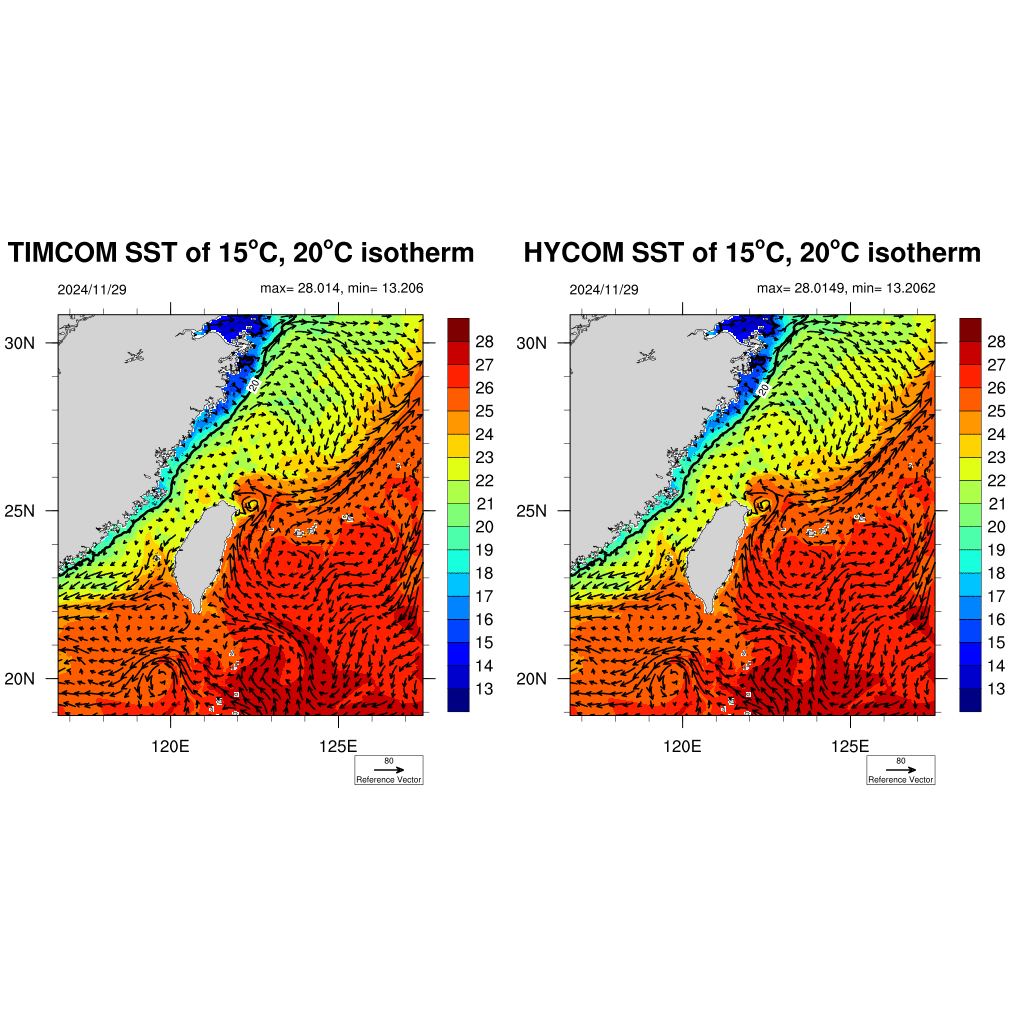 TIMCOM SST of 15°C, 20°C isotherm
2024/11/29
max= 28.014, min= 13.206
30N
25N
20N
120E
125E
20
28
27
26
25
24
23
22
21
20
19
18
17
16
15
14
13
80
Reference Vector
HYCOM SST of 15°C, 20°C isotherm
2024/11/29
max= 28.0149, min= 13.2062
30N
25N
20N
120E
125E
20
28
27
26
25
24
23
22
21
20
19
18
17
16
15
14
13
80
Reference Vector